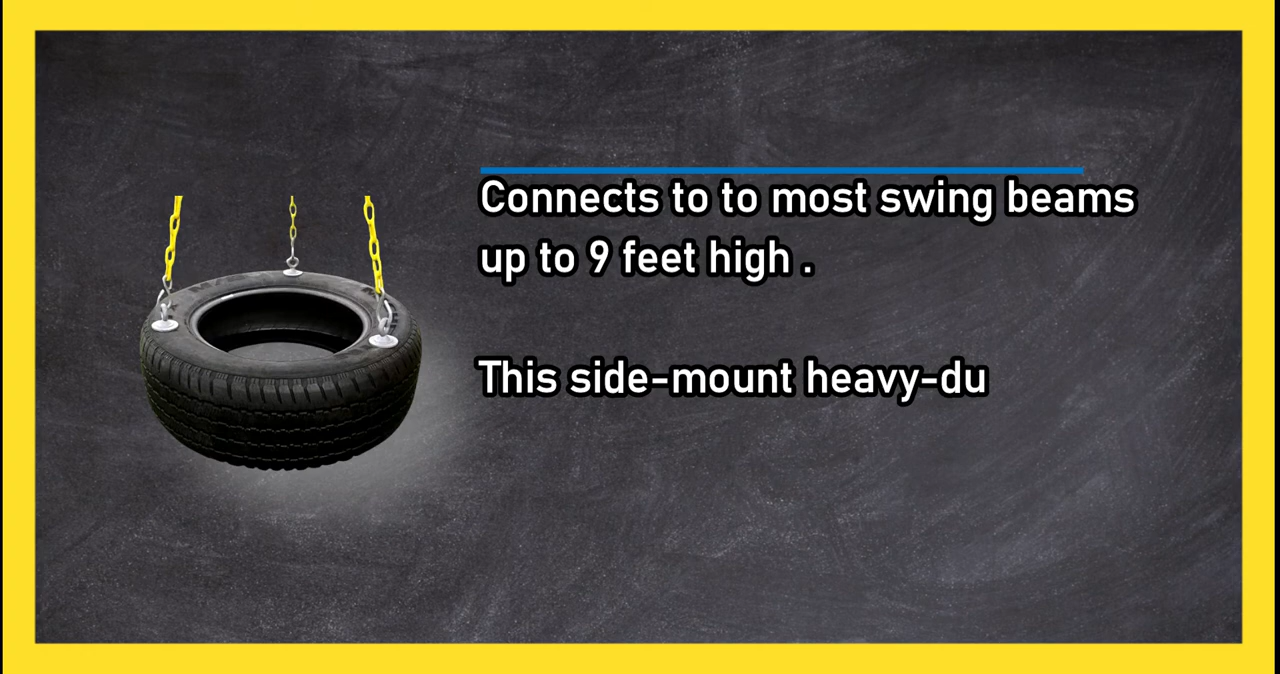 Connects to to most swing beams
up to 9 feet high .
This side-mount heavy-du